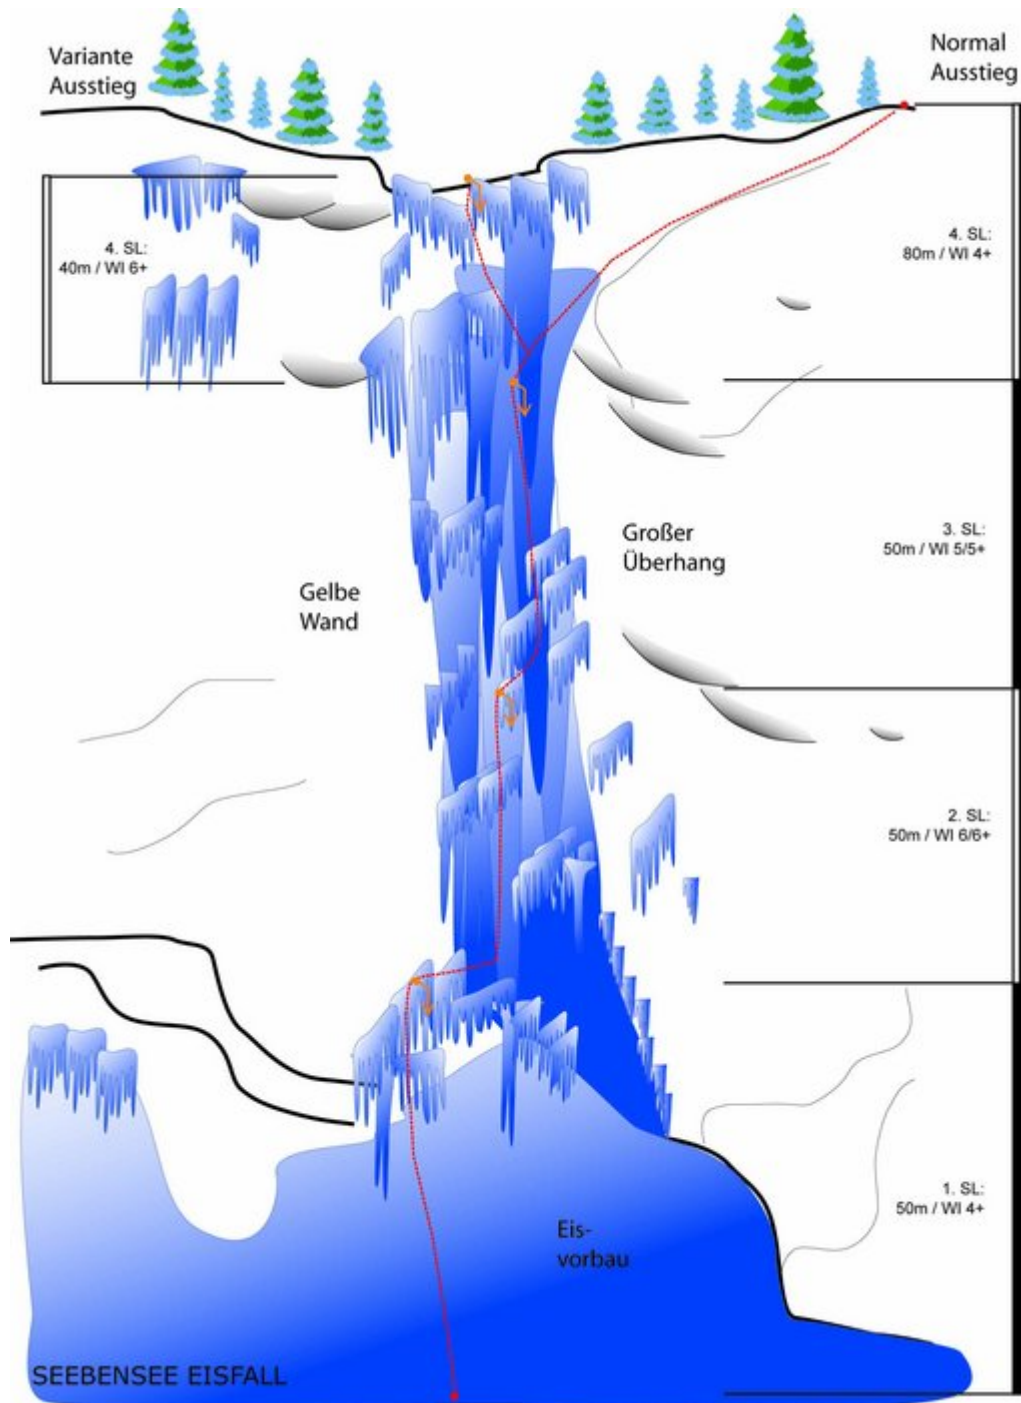 Variante
Ausstieg
Normal
Ausstieg
4. SL:
40m / WI 6+
4. SL:
80m / WI 4+
Großer
Überhang
3. SL:
50m / WI 5/5+
Gelbe
Wand
2. SL:
50m / WI 6/6+
1. SL:
50m / WI 4+
Eis-
vorbau
SEEBENSEE EISFALL